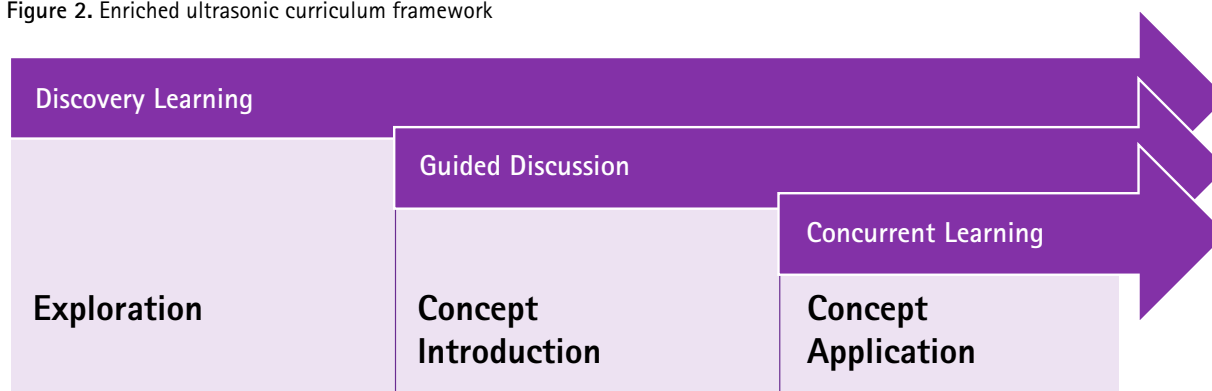 Figure 2. Enriched ultrasonic curriculum framework
Discovery Learning
Guided Discussion
Concurrent Learning
Exploration
Concept
Introduction
Concept
Application